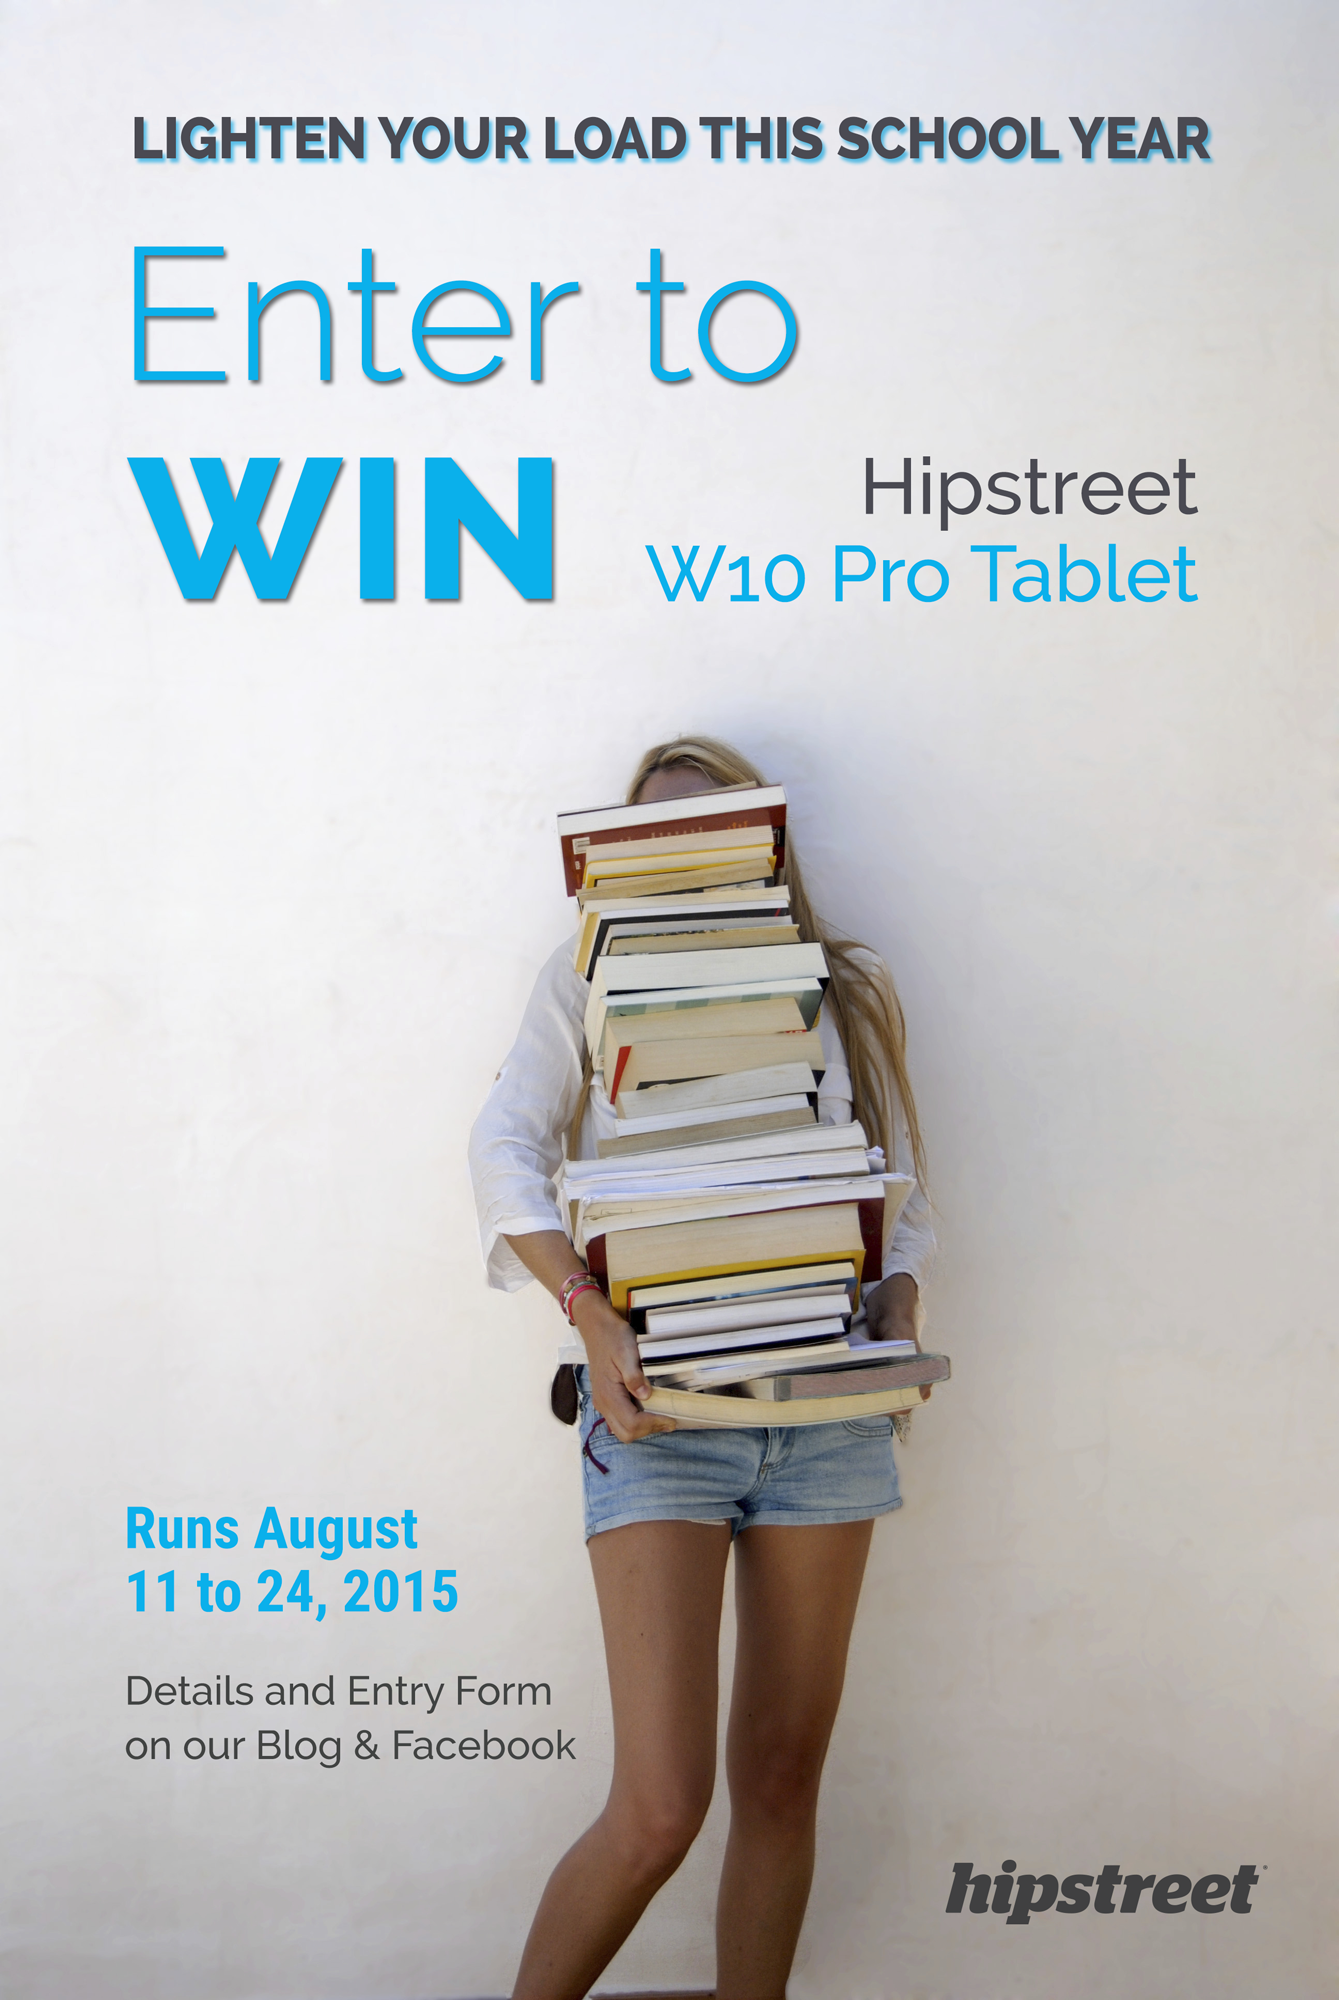 LIGHTEN YOUR LOAD THIS SCHOOL YEAR
Enter to
WIN
Hipstreet
W10 Pro Tablet
Runs August
11 to 24, 2015
Details and Entry Form
on our Blog & Facebook
hipstreet